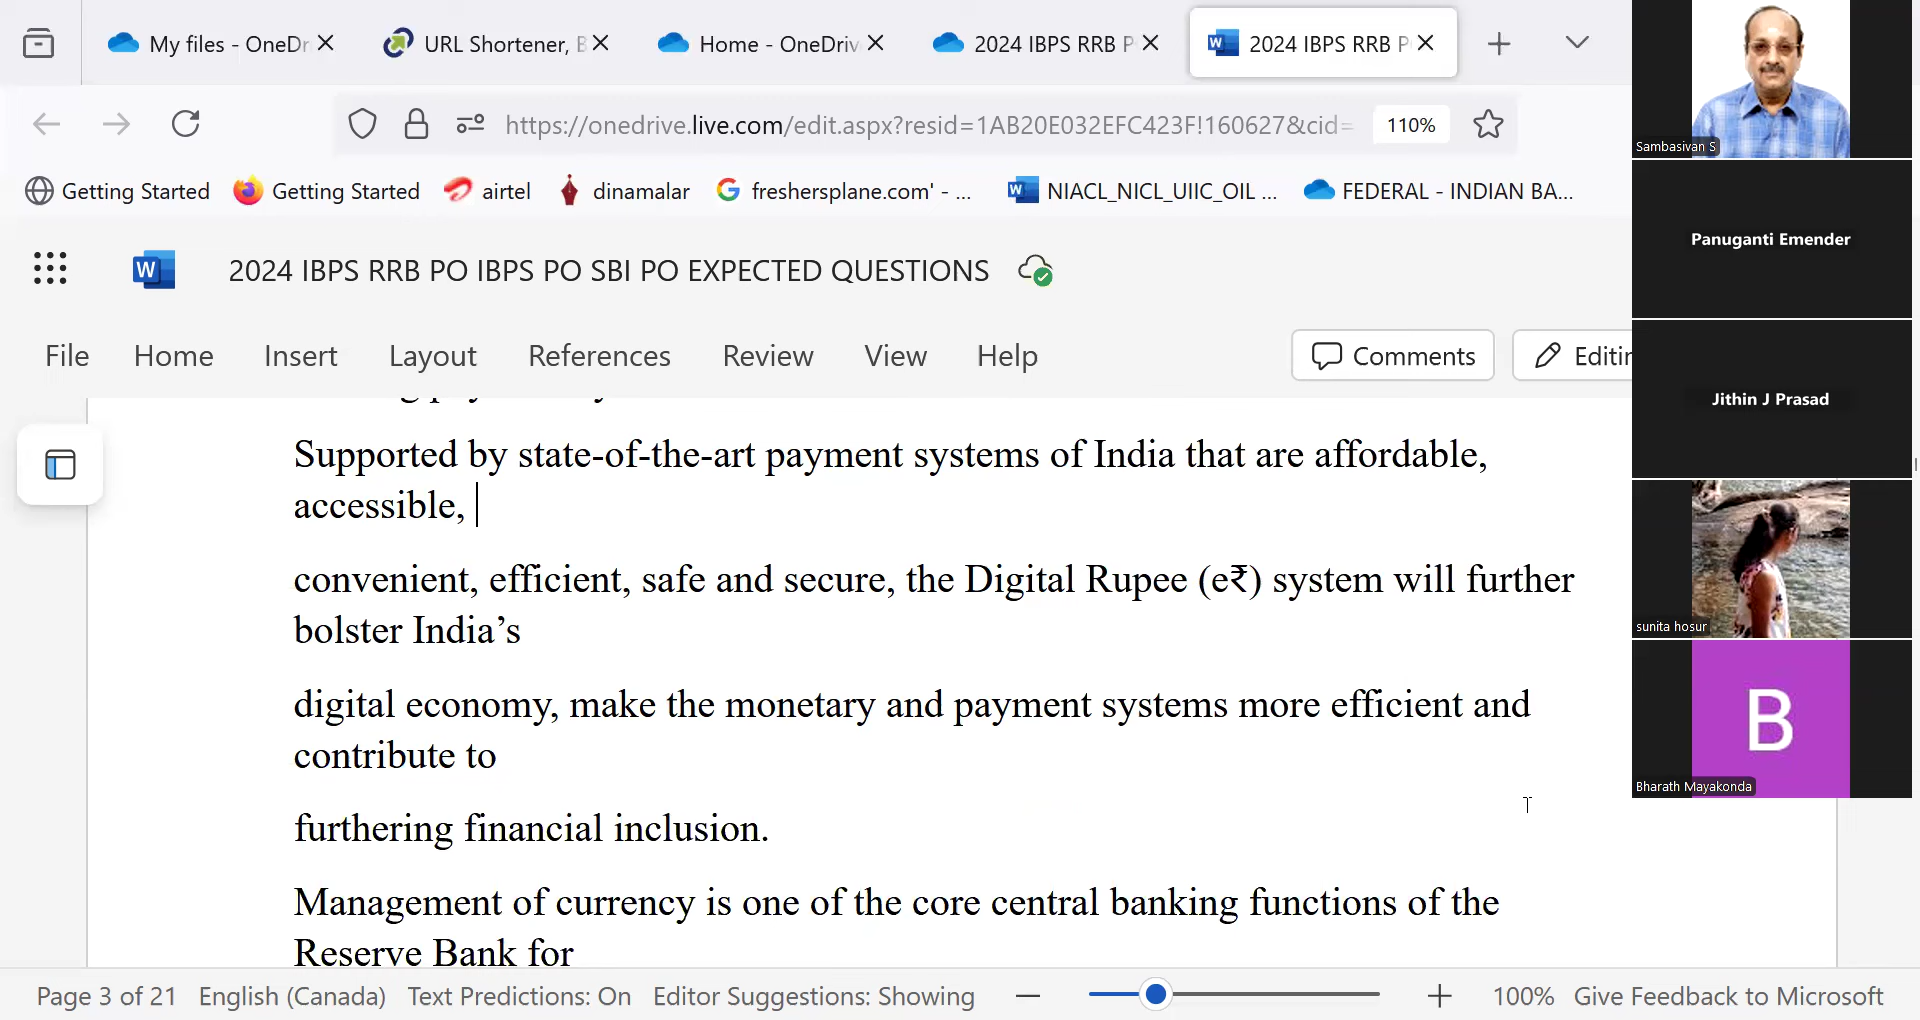 My files - OneDr
URL Shortener, B
Home - OneDriv
2024 IBPS RRB P
2024 IBPS RRB P
https://onedrive.live.com/edit.aspx?resid=1AB20E032EFC423F!160627&cid=
110%
Getting Started
Getting Started
airtel
dinamalar
freshersplane.com' - ...
NIACL_NICL_UIIC_OIL ...
FEDERAL - INDIAN BA...
W
2024 IBPS RRB PO IBPS PO SBI PO EXPECTED QUESTIONS
File
Home
Insert
Layout
References
Review
View
Help
Comments
Editin
Supported by state-of-the-art payment systems of India that are affordable,
accessible,
convenient, efficient, safe and secure, the Digital Rupee (e₹) system will further
bolster India’s
digital economy, make the monetary and payment systems more efficient and
contribute to
furthering financial inclusion.
Management of currency is one of the core central banking functions of the
Reserve Bank for
Page 3 of 21
English (Canada)
Text Predictions: On
Editor Suggestions: Showing
100%
Give Feedback to Microsoft
Sambasivan S
Panuganti Emender
Jithin J Prasad
sunita hosur
B
Bharath Mayakonda